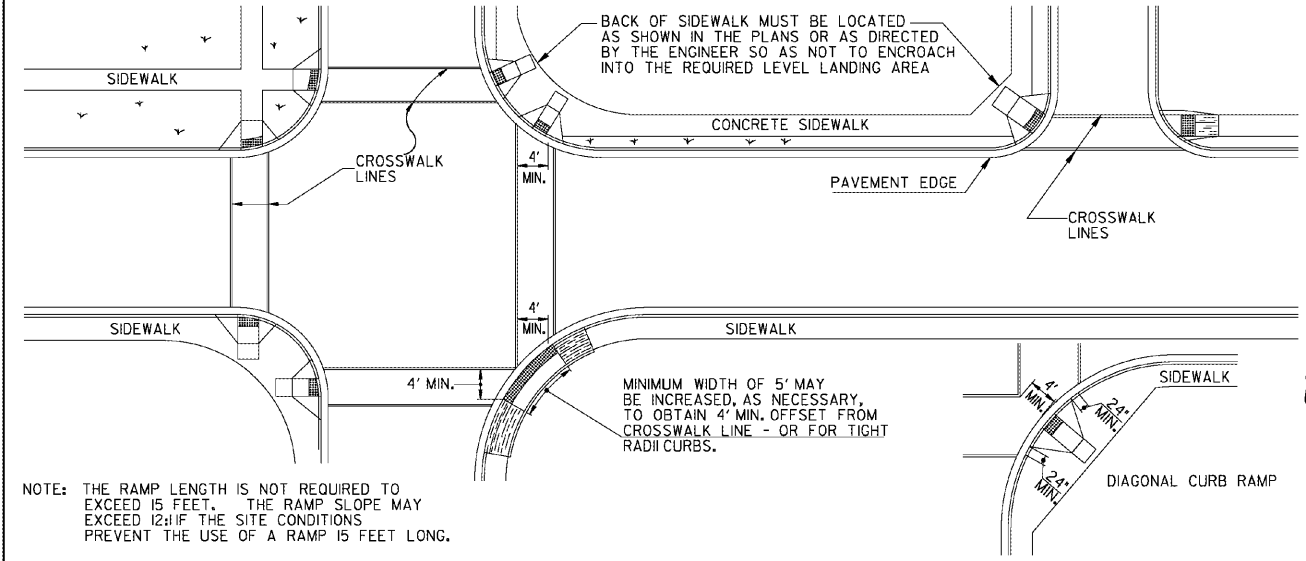 BACK OF SIDEWALK MUST BE LOCATED
AS SHOWN IN THE PLANS OR AS DIRECTED
BY THE ENGINEER SO AS NOT TO ENCROACH
INTO THE REQUIRED LEVEL LANDING AREA
SIDEWALK
CONCRETE SIDEWALK
CROSSWALK
LINES
4'
MIN.
PAVEMENT EDGE
CROSSWALK
LINES
4'
MIN.
SIDEWALK
SIDEWALK
4' MIN.
MINIMUM WIDTH OF 5' MAY
BE INCREASED, AS NECESSARY,
TO OBTAIN 4' MIN. OFFSET FROM
CROSSWALK LINE - OR FOR TIGHT
RADII CURBS.
SIDEWALK
4'
MIN.
24"
MIN.
24"
MIN.
DIAGONAL CURB RAMP
NOTE: THE RAMP LENGTH IS NOT REQUIRED TO
EXCEED 15 FEET. THE RAMP SLOPE MAY
EXCEED 12:1 IF THE SITE CONDITIONS
PREVENT THE USE OF A RAMP 15 FEET LONG.